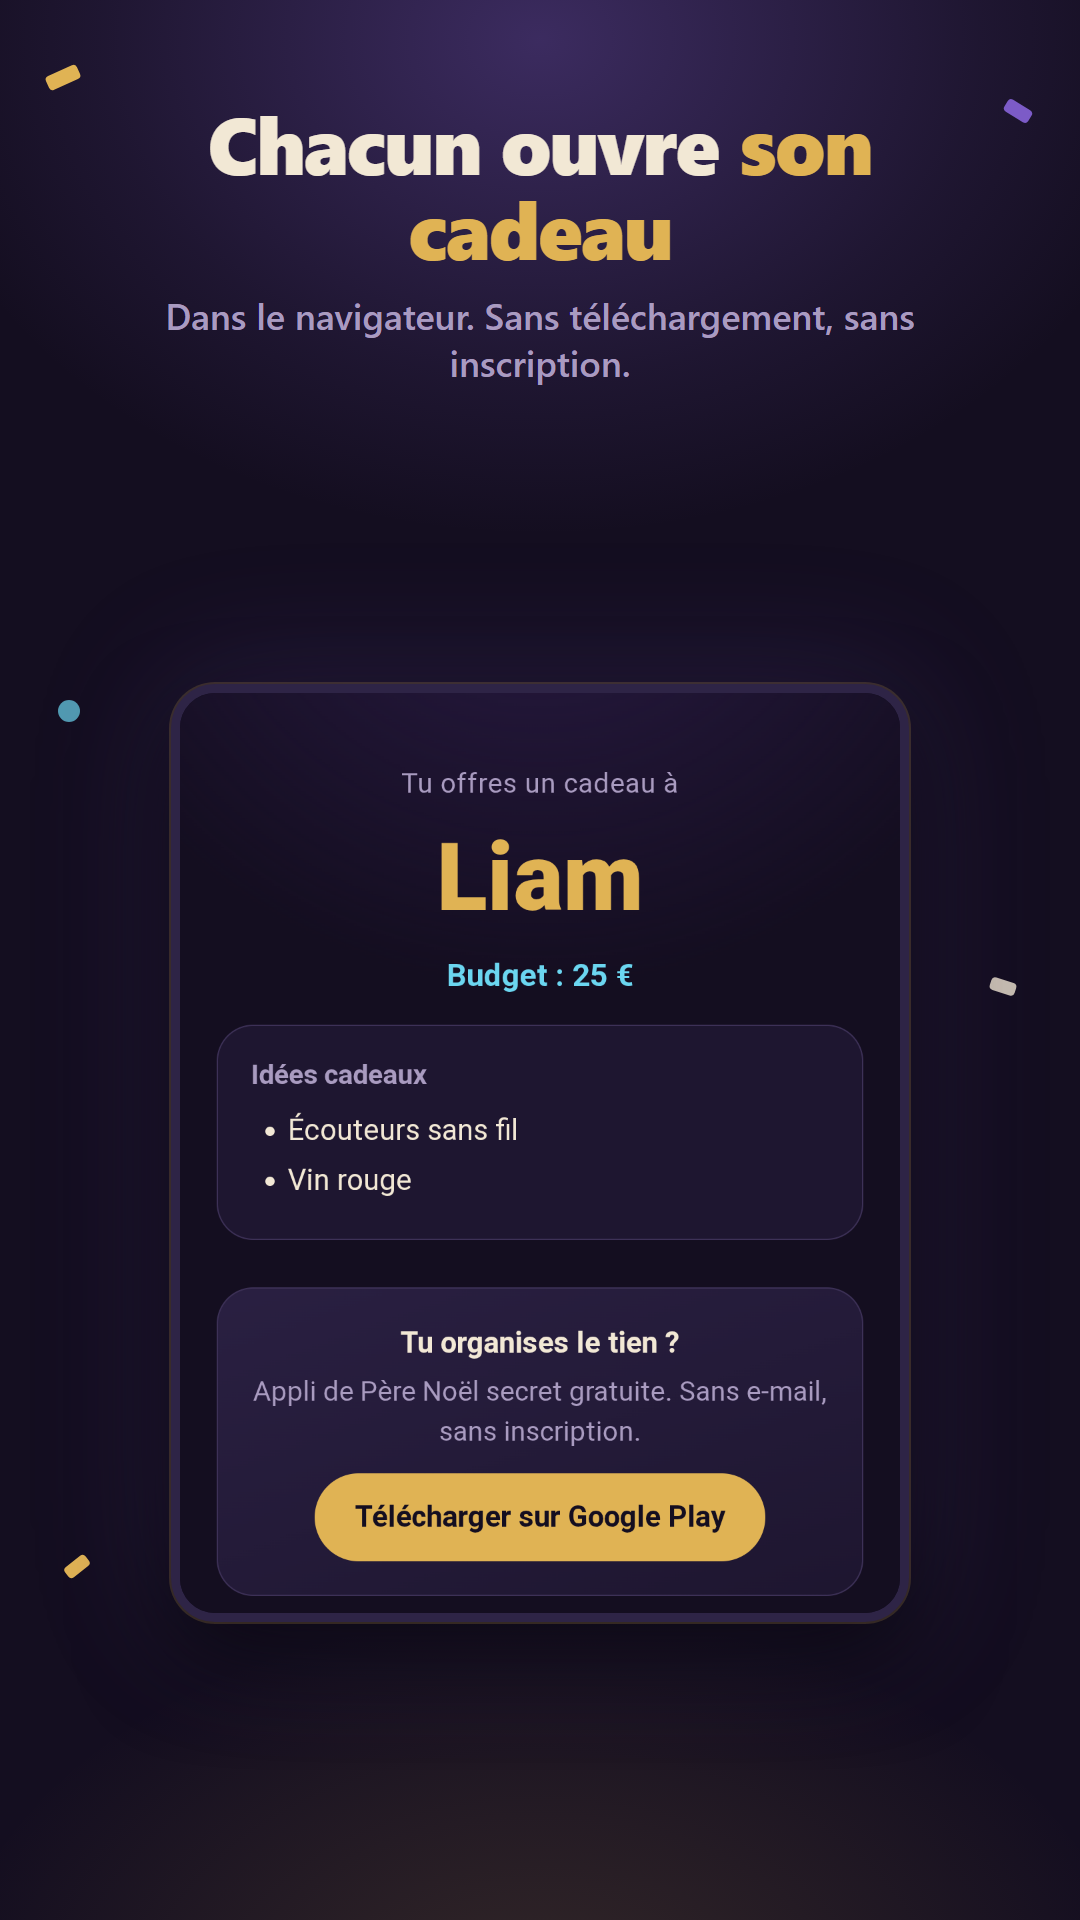 Chacun ouvre son
cadeau
Dans le navigateur. Sans téléchargement, sans
inscription.
Tu offres un cadeau à
Liam
Budget : 25 €
Idées cadeaux
• Écouteurs sans fil
• Vin rouge
Tu organises le tien ?
Appli de Père Noël secret gratuite. Sans e-mail,
sans inscription.
Télécharger sur Google Play